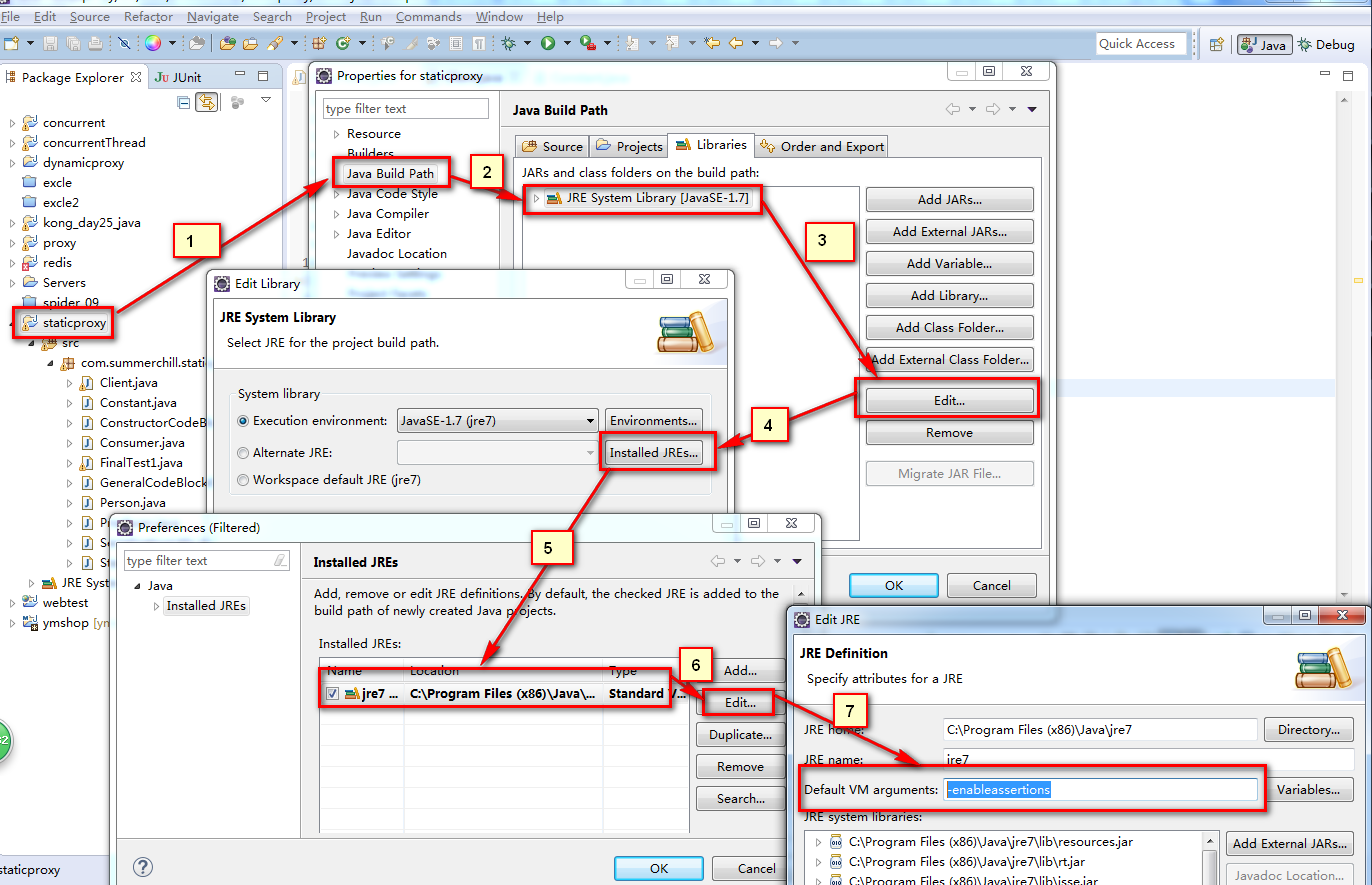 File Edit Source Refactor Navigate Search Project Run Commands Window Help
Quick Access
Java
Debug
Package Explorer
JUnit
concurrent
concurrentThread
dynamicproxy
excle
excle2
kong_day25_java
proxy
redis
Servers
spider_09
staticproxy
src
com.summerchill.stati
Client.java
Constant.java
ConstructorCodeB
Consumer.java
FinalTest1.java
GeneralCodeBlock
Person.java
JRE Syst
webtest
ymshop [yn
staticproxy
Properties for staticproxy
type filter text
Resource
Builders
Java Build Path
Java Code Style
Java Compiler
Java Editor
Javadoc Location
Java Build Path
Source
Projects
Libraries
Order and Export
JARs and class folders on the build path:
JRE System Library [JavaSE-1.7]
Add JARs...
Add External JARs...
Add Variable...
Add Library...
Add Class Folder...
Add External Class Folder...
Edit...
Remove
Migrate JAR File...
OK
Cancel
1
2
3
4
5
6
7
Edit Library
JRE System Library
Select JRE for the project build path.
System library
Execution environment:
JavaSE-1.7 (jre7)
Environments...
Alternate JRE:
Installed JREs...
Workspace default JRE (jre7)
Preferences (Filtered)
type filter text
Java
Installed JREs
Installed JREs
Add, remove or edit JRE definitions. By default, the checked JRE is added to the
build path of newly created Java projects.
Installed JREs:
Name Location Type
jre7 ... C:\Program Files (x86)\Java\... Standard V...
Add...
Edit...
Duplicate...
Remove
Search...
OK
Cancel
Edit JRE
JRE Definition
Specify attributes for a JRE
JRE home:
C:\Program Files (x86)\Java\jre7
Directory...
JRE name:
jre7
Default VM arguments:
-enableassertions
Variables...
JRE system libraries:
C:\Program Files (x86)\Java\jre7\lib\resources.jar
C:\Program Files (x86)\Java\jre7\lib\rt.jar
C:\Program Files (x86)\Java\jre7\lib\jsse.jar
Add External JARs...
Javadoc Location...